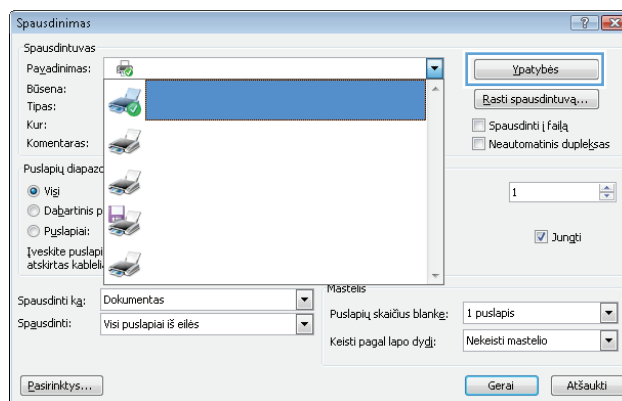 Spausdinimas
Spausdintuvas
Pavadinimas:
Ypatybės
Būsena:
Tipas:
Rasti spausdintuvą...
Kur:
Spausdinti į failą
Komentaras:
Neautomatinis dupleksas
Puslapių diapazo
Visi
1
Dabartinis p
Puslapiai:
Jungti
Įveskite puslapi
atskirtas kableli
Mastelis
Spausdinti ką: Dokumentas
Puslapių skaičius blanke: 1 puslapis
Spausdinti: Visi puslapiai iš eilės
Keisti pagal lapo dydį: Nekeisti mastelio
Pasirinktys...
Gerai
Atšaukti